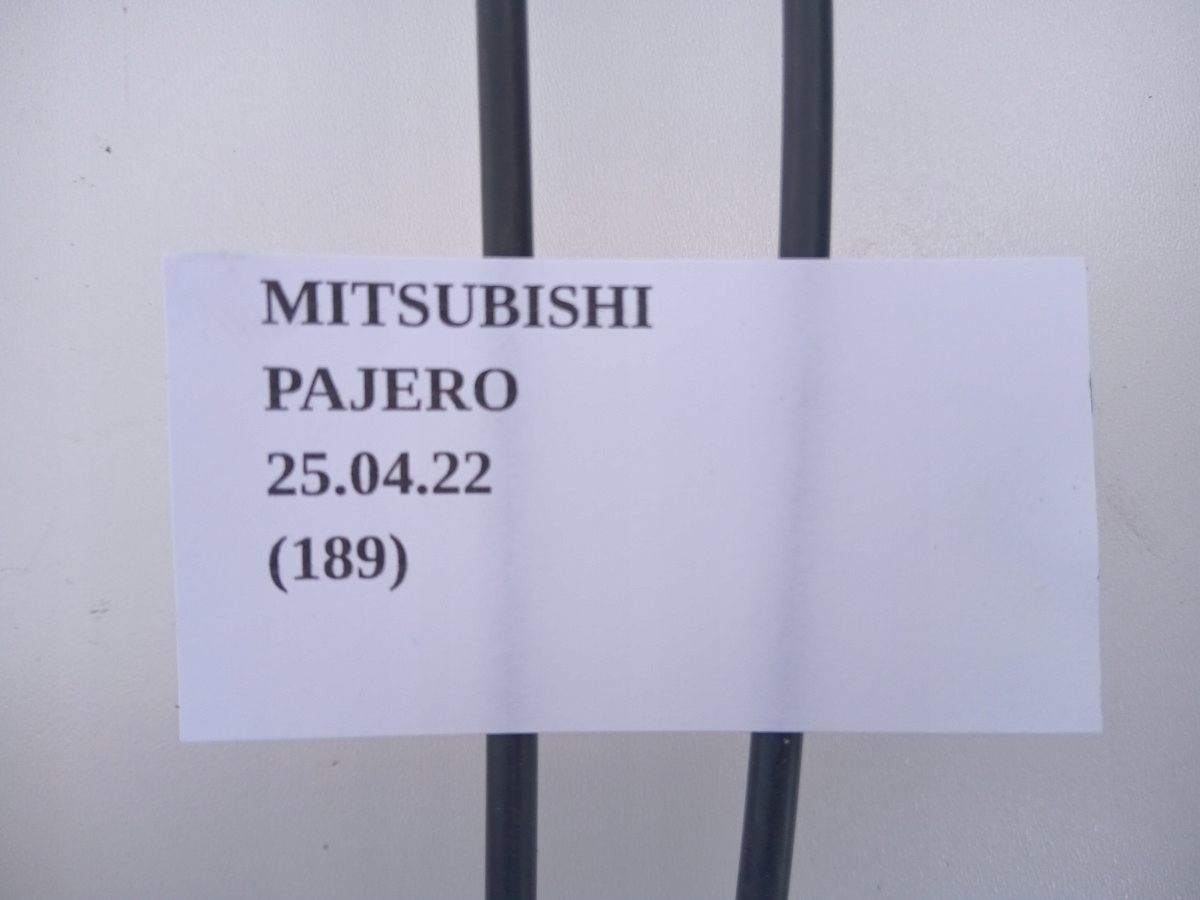 MITSUBISHI
PAJERO
25.04.22
(189)